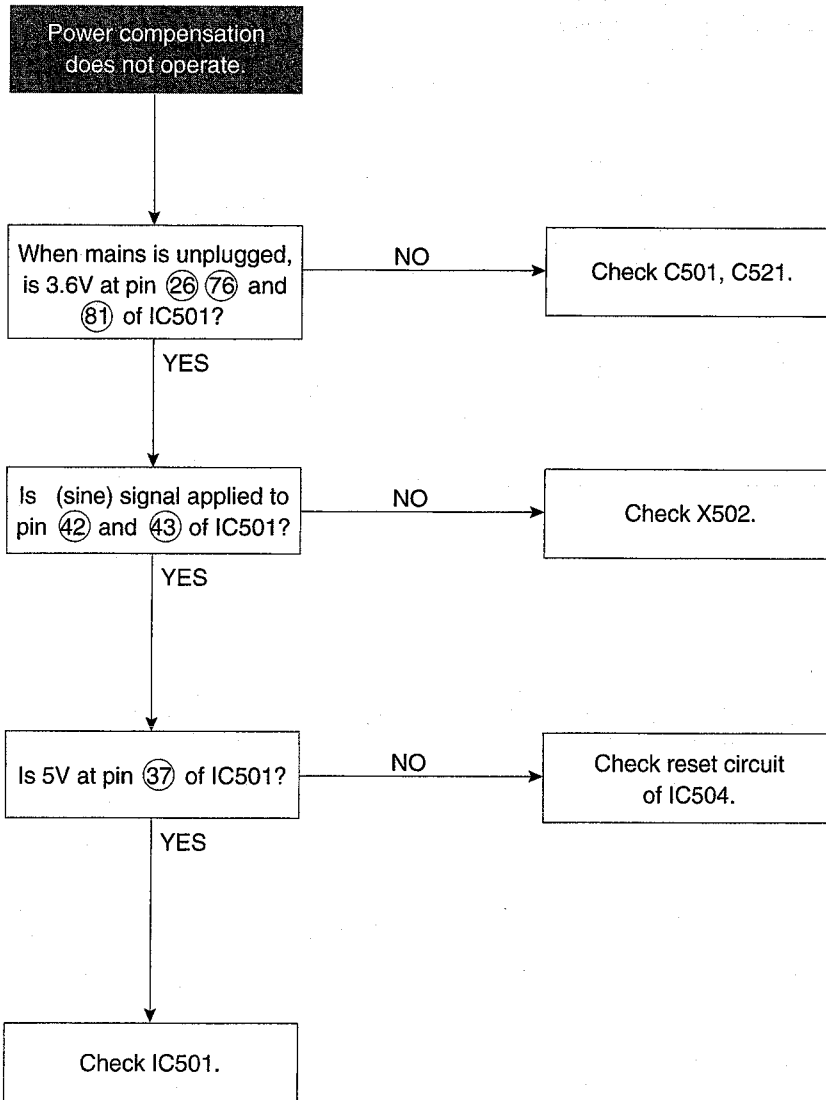 Power compensation
does not operate.
When mains is unplugged,
is 3.6V at pin ㉖ 76 and
81 of IC501?
NO
Check C501, C521.
YES
Is (sine) signal applied to
pin ㊷ and ㊸ of IC501?
NO
Check X502.
YES
Is 5V at pin ㊲ of IC501?
NO
Check reset circuit
of IC504.
YES
Check IC501.